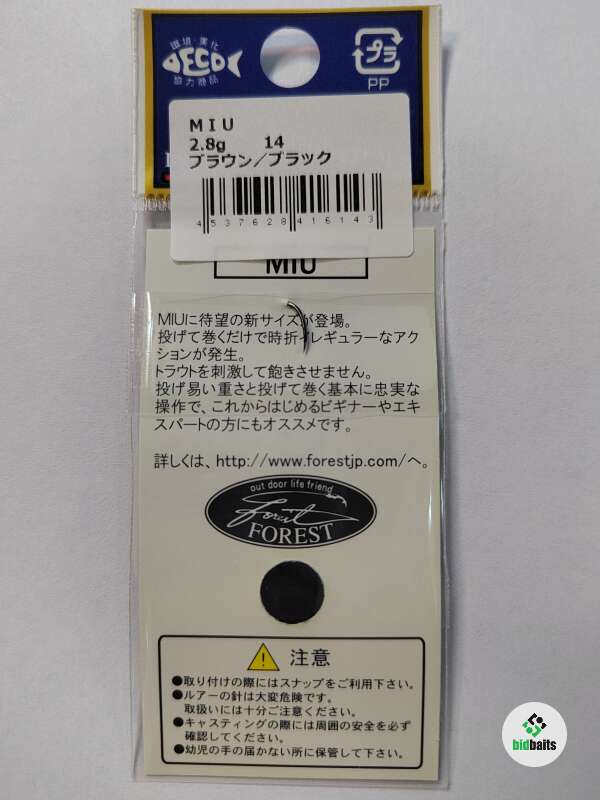 環境・美化
ECO
協力商品
プラ
PP
MIU
2.8g 14
ブラウン/ブラック
4 537628 416143
MIU
MIUに待望の新サイズが登場。
投げて巻くだけで時折イレギュラーなアク
ションが発生。
トラウトを刺激して飽きさせません。
投げ易い重さと投げて巻く基本に忠実な
操作で、これからはじめるビギナーやエキ
スパートの方にもオススメです。
詳しくは、http://www.forestjp.com/へ。
out door life friend
Forest
FOREST
注意
●取り付けの際にはスナップをご利用下さい。
●ルアーの針は大変危険です。
取扱いには十分ご注意ください。
●キャスティングの際には周囲の安全を必ず
確認してください。
●幼児の手の届かない所に保管して下さい。
bidbaits